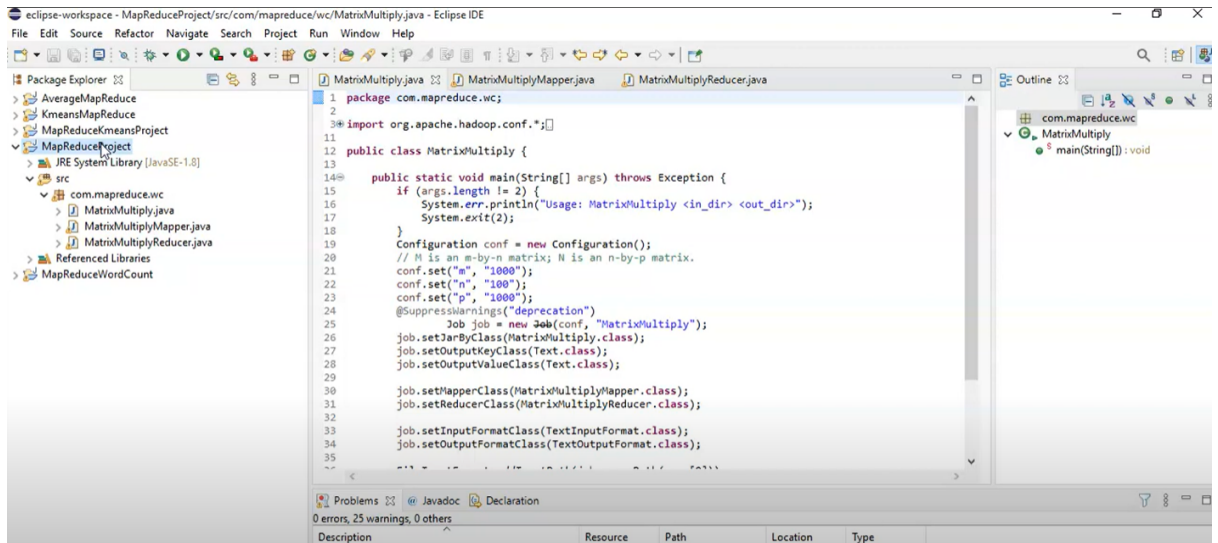 eclipse-workspace - MapReduceProject/src/com/mapreduce/wc/MatrixMultiply.java - Eclipse IDE
File Edit Source Refactor Navigate Search Project Run Window Help
Package Explorer
AverageMapReduce
KmeansMapReduce
MapReduceKmeansProject
MapReduceProject
JRE System Library [JavaSE-1.8]
src
com.mapreduce.wc
MatrixMultiply.java
MatrixMultiplyMapper.java
MatrixMultiplyReducer.java
Referenced Libraries
MapReduceWordCount
MatrixMultiply.java MatrixMultiplyMapper.java MatrixMultiplyReducer.java
1 package com.mapreduce.wc;
2
3 import org.apache.hadoop.conf.*;
11
12 public class MatrixMultiply {
13
14 public static void main(String[] args) throws Exception {
15 if (args.length != 2) {
16 System.err.println("Usage: MatrixMultiply <in_dir> <out_dir>");
17 System.exit(2);
18 }
19 Configuration conf = new Configuration();
20 // M is an m-by-n matrix; N is an n-by-p matrix.
21 conf.set("m", "1000");
22 conf.set("n", "100");
23 conf.set("p", "1000");
24 @SuppressWarnings("deprecation")
25 Job job = new Job(conf, "MatrixMultiply");
26 job.setJarByClass(MatrixMultiply.class);
27 job.setOutputKeyClass(Text.class);
28 job.setOutputValueClass(Text.class);
29
30 job.setMapperClass(MatrixMultiplyMapper.class);
31 job.setReducerClass(MatrixMultiplyReducer.class);
32
33 job.setInputFormatClass(TextInputFormat.class);
34 job.setOutputFormatClass(TextOutputFormat.class);
35
Outline
com.mapreduce.wc
MatrixMultiply
main(String[]) : void
Problems Javadoc Declaration
0 errors, 25 warnings, 0 others
Description Resource Path Location Type